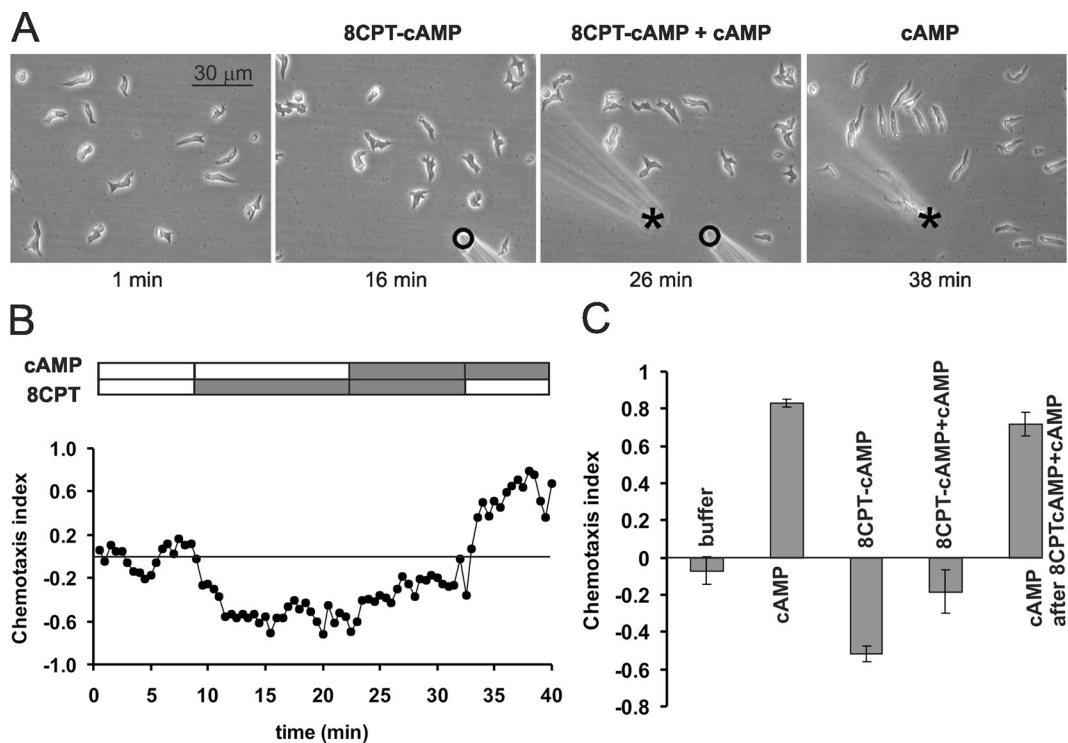 A
8CPT-cAMP
8CPT-cAMP + cAMP
cAMP
30 µm
*
*
1 min
16 min
26 min
38 min
B
cAMP
8CPT
Chemotaxis index
1.0
0.6
0.2
-0.2
-0.6
-1.0
0 5 10 15 20 25 30 35 40
time (min)
C
Chemotaxis index
1
0.8
0.6
0.4
0.2
0
-0.2
-0.4
-0.6
-0.8
buffer
cAMP
8CPT-cAMP
8CPT-cAMP+cAMP
cAMP
after 8CPTcAMP+cAMP